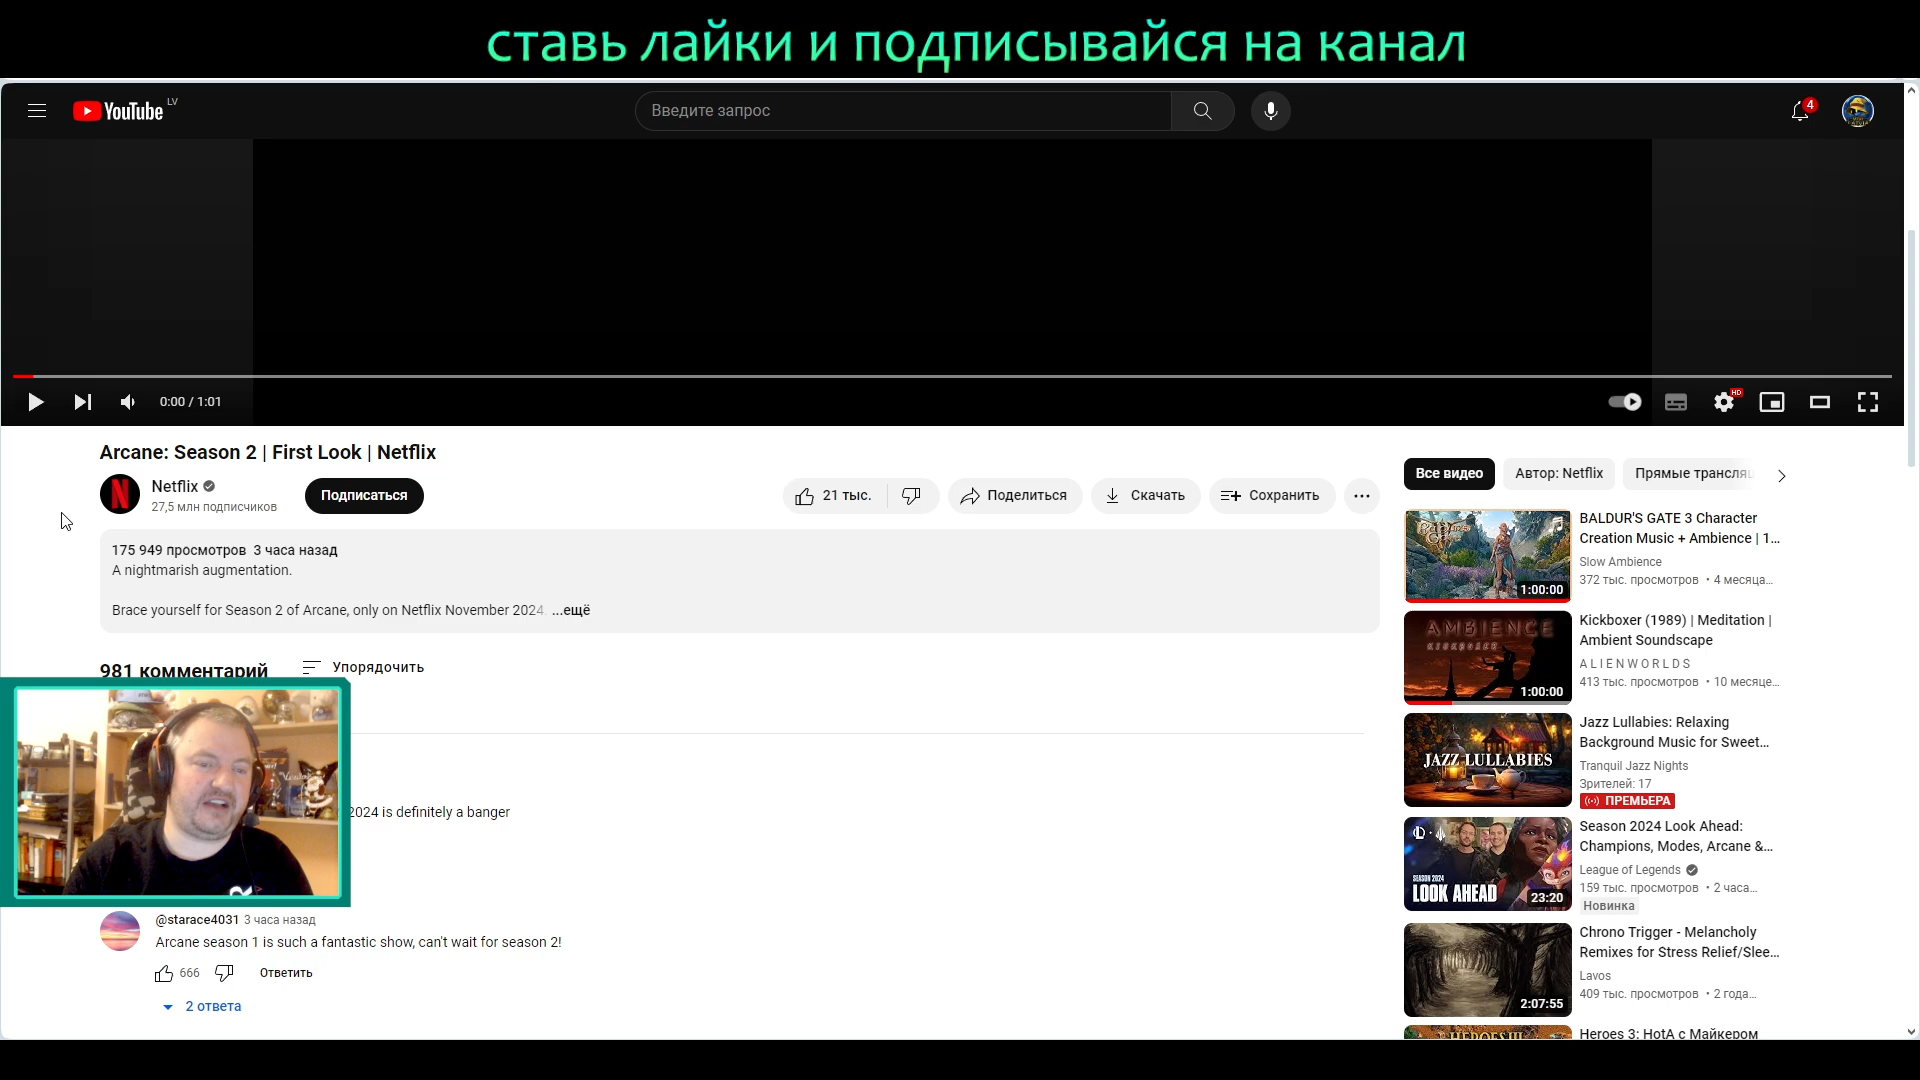 ставь лайки и подписывайся на канал
YouTube LV
Введите запрос
4
0:00 / 1:01
HD
Arcane: Season 2 | First Look | Netflix
Netflix
27,5 млн подписчиков
Подписаться
21 тыс.
Поделиться
Скачать
Сохранить
175 949 просмотров 3 часа назад
A nightmarish augmentation.
Brace yourself for Season 2 of Arcane, only on Netflix November 2024. ...ещё
981 комментарий
Упорядочить
2024 is definitely a banger
@starace4031 3 часа назад
Arcane season 1 is such a fantastic show, can't wait for season 2!
666
Ответить
2 ответа
Все видео
Автор: Netflix
Прямые трансляц
1:00:00
BALDUR'S GATE 3 Character
Creation Music + Ambience | 1...
Slow Ambience
372 тыс. просмотров • 4 месяца...
AMBIENCE
KICKBOXER
1:00:00
Kickboxer (1989) | Meditation |
Ambient Soundscape
A L I E N W O R L D S
413 тыс. просмотров • 10 месяце...
JAZZ LULLABIES
Jazz Lullabies: Relaxing
Background Music for Sweet...
Tranquil Jazz Nights
Зрителей: 17
ПРЕМЬЕРА
SEASON 2024
LOOK AHEAD
23:20
Season 2024 Look Ahead:
Champions, Modes, Arcane &...
League of Legends
159 тыс. просмотров • 2 часа...
Новинка
2:07:55
Chrono Trigger - Melancholy
Remixes for Stress Relief/Slee...
Lavos
409 тыс. просмотров • 2 года...
HEROES III
Heroes 3: HotA с Майкером